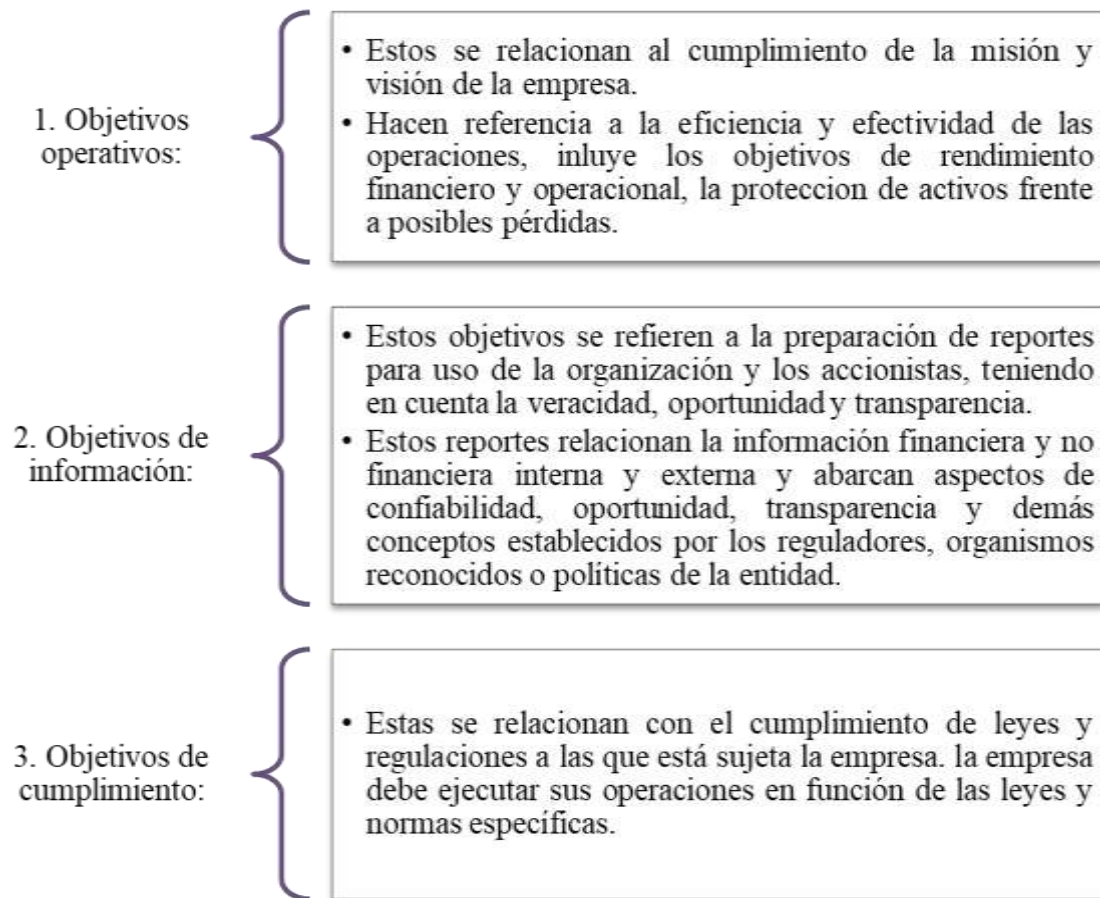 1. Objetivos
operativos:
• Estos se relacionan al cumplimiento de la misión y
visión de la empresa.
• Hacen referencia a la eficiencia y efectividad de las
operaciones, inluye los objetivos de rendimiento
financiero y operacional, la proteccion de activos frente
a posibles pérdidas.
2. Objetivos de
información:
• Estos objetivos se refieren a la preparación de reportes
para uso de la organización y los accionistas, teniendo
en cuenta la veracidad, oportunidad y transparencia.
• Estos reportes relacionan la información financiera y no
financiera interna y externa y abarcan aspectos de
confiabilidad, oportunidad, transparencia y demás
conceptos establecidos por los reguladores, organismos
reconocidos o políticas de la entidad.
3. Objetivos de
cumplimiento:
• Estas se relacionan con el cumplimiento de leyes y
regulaciones a las que está sujeta la empresa. la empresa
debe ejecutar sus operaciones en función de las leyes y
normas específicas.